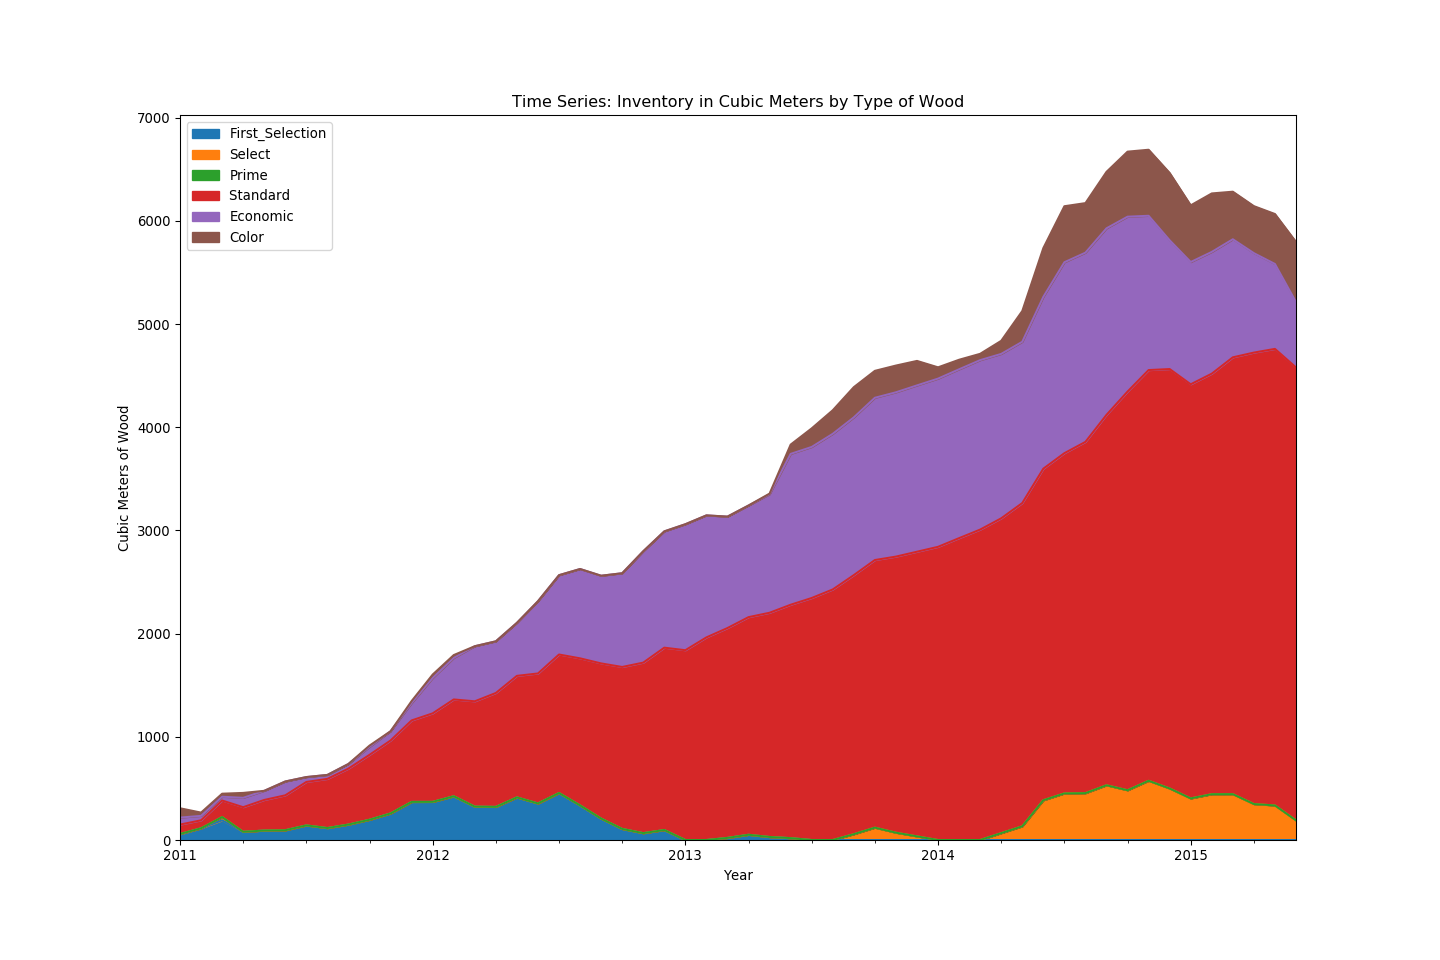 Time Series: Inventory in Cubic Meters by Type of Wood
7000
6000
5000
4000
3000
2000
1000
0
Cubic Meters of Wood
First_Selection
Select
Prime
Standard
Economic
Color
2011
2012
2013
2014
2015
Year